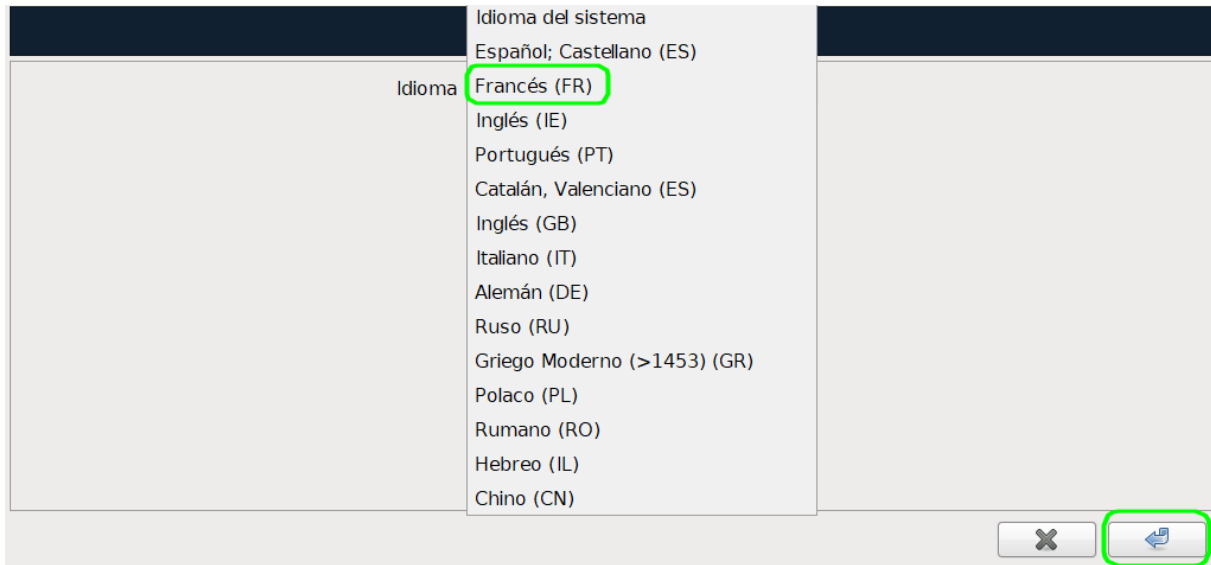 Idioma del sistema
Español; Castellano (ES)
Idioma Francés (FR)
Inglés (IE)
Portugués (PT)
Catalán, Valenciano (ES)
Inglés (GB)
Italiano (IT)
Alemán (DE)
Ruso (RU)
Griego Moderno (>1453) (GR)
Polaco (PL)
Rumano (RO)
Hebreo (IL)
Chino (CN)